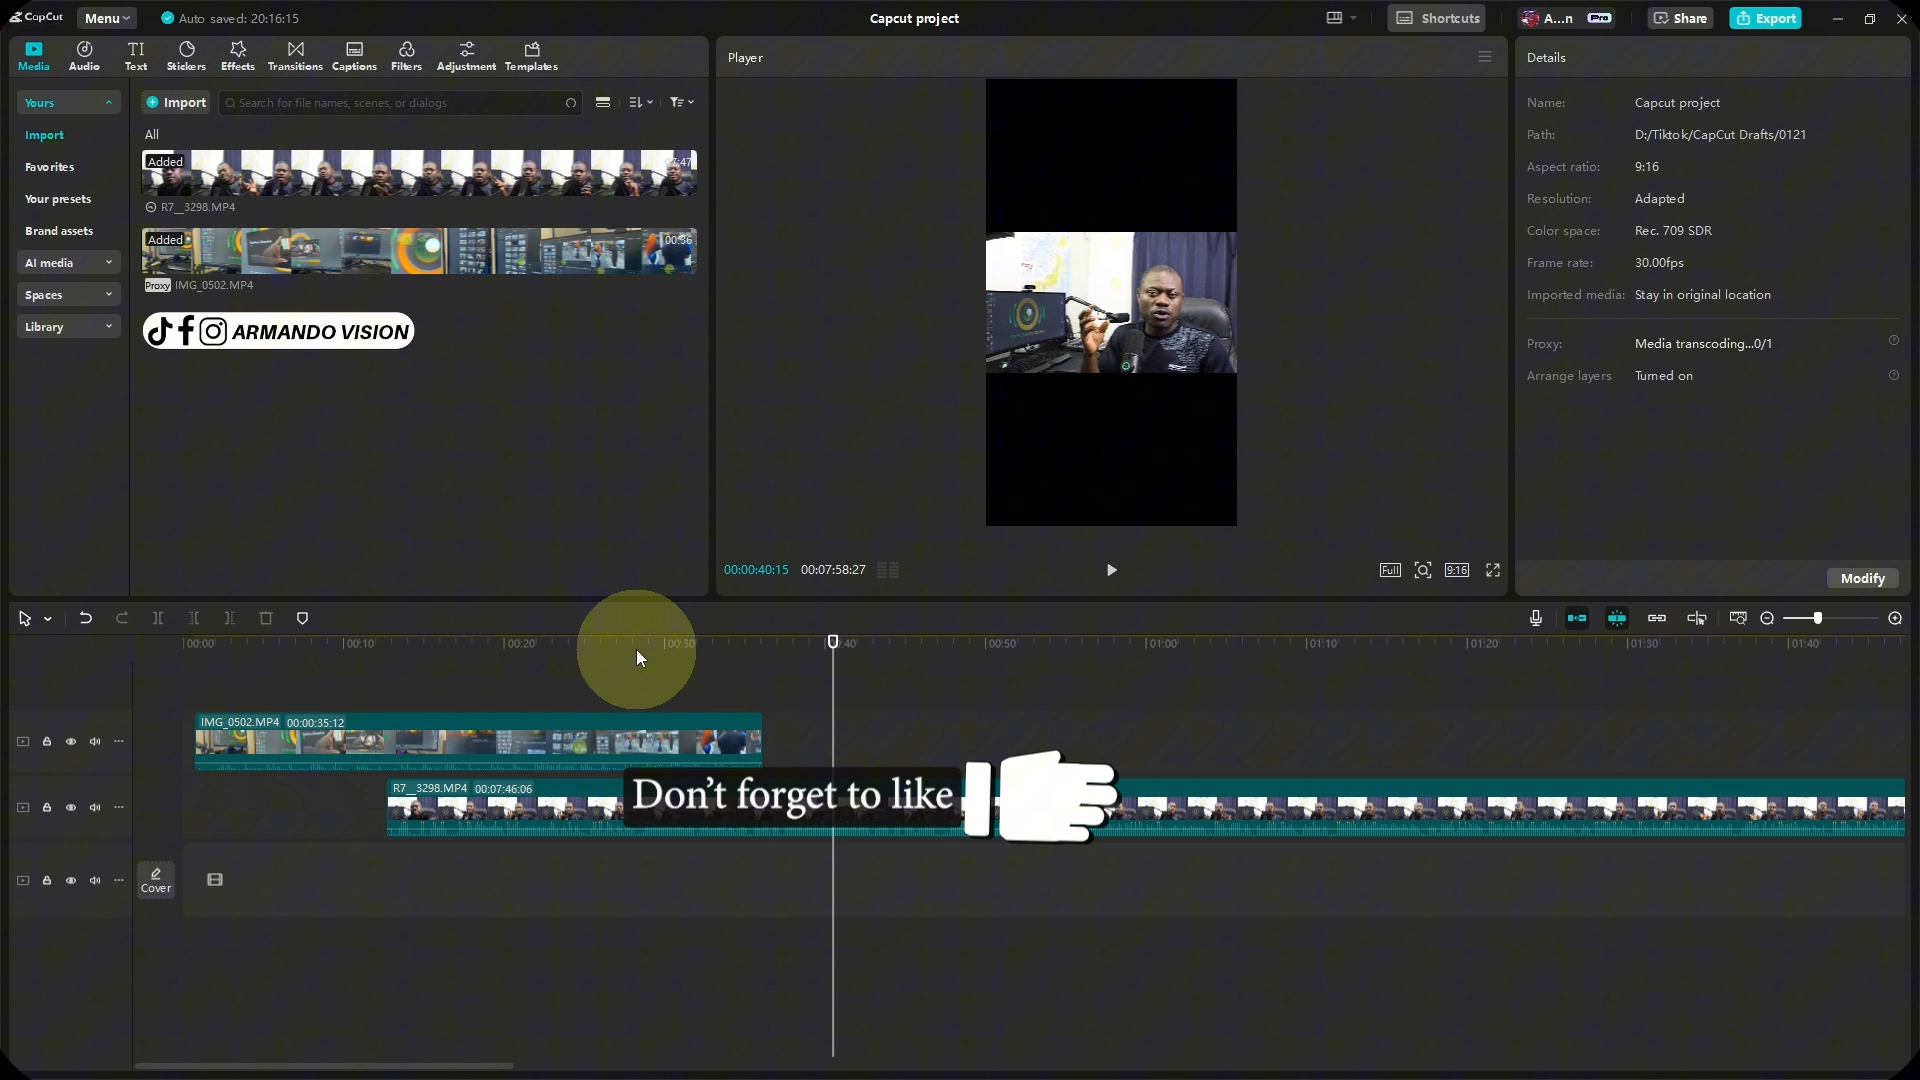 CapCut Menu Auto saved: 20:16:15 Capcut project Shortcuts A...n Pro Share Export
Media Audio Text Stickers Effects Transitions Captions Filters Adjustment Templates
Player
Details
Yours
Import
Favorites
Your presets
Brand assets
AI media
Spaces
Library
Import Search for file names, scenes, or dialogs
All
Added 07:47
R7__3298.MP4
Added 00:36
Proxy IMG_0502.MP4
ARMANDO VISION
00:00:40:15 00:07:58:27 Full 9:16
Name: Capcut project
Path: D:/Tiktok/CapCut Drafts/0121
Aspect ratio: 9:16
Resolution: Adapted
Color space: Rec. 709 SDR
Frame rate: 30.00fps
Imported media: Stay in original location
Proxy: Media transcoding...0/1
Arrange layers Turned on
Modify
00:00 00:10 00:20 00:30 00:40 00:50 01:00 01:10 01:20 01:30 01:40
IMG_0502.MP4 00:00:35:12
R7__3298.MP4 00:07:46:06
Don't forget to like
Cover